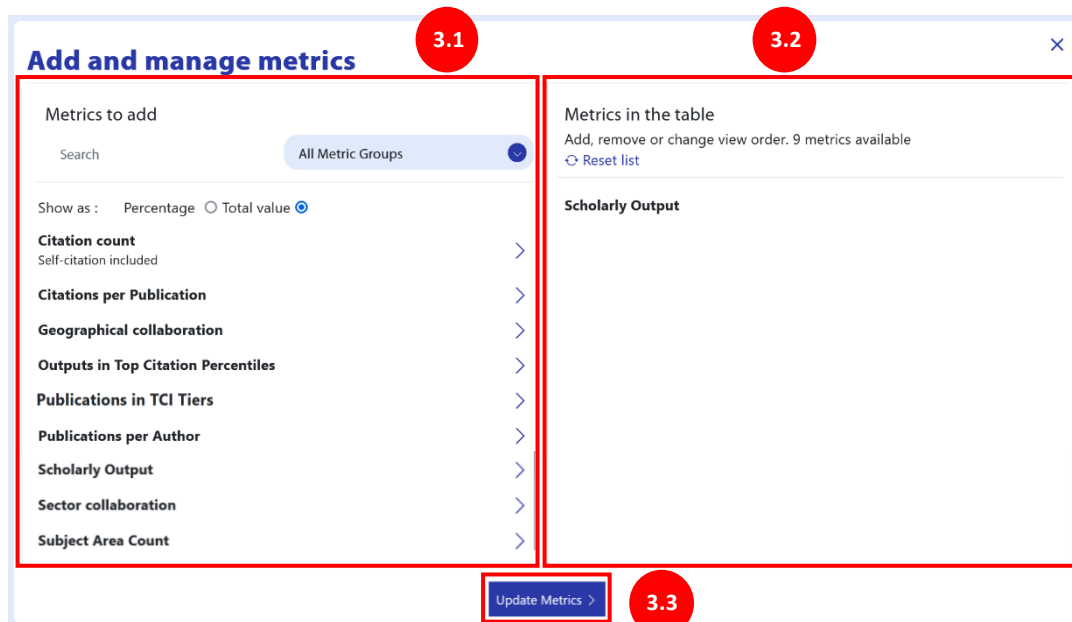 3.1
3.2
Add and manage metrics
Metrics to add
Search
All Metric Groups
Show as : Percentage Total value
Citation count
Self-citation included
Citations per Publication
Geographical collaboration
Outputs in Top Citation Percentiles
Publications in TCI Tiers
Publications per Author
Scholarly Output
Sector collaboration
Subject Area Count
Metrics in the table
Add, remove or change view order. 9 metrics available
Reset list
Scholarly Output
Update Metrics
3.3